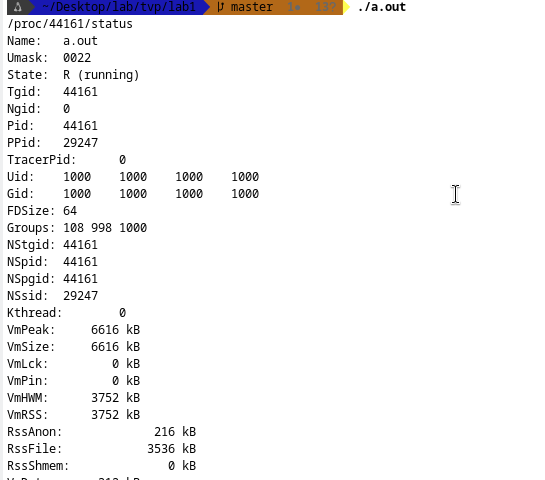 ~/Desktop/lab/tvp/lab1 master 1★ 13? ./a.out
/proc/44161/status
Name:   a.out
Umask:  0022
State:  R (running)
Tgid:   44161
Ngid:   0
Pid:    44161
PPid:   29247
TracerPid:      0
Uid:    1000    1000    1000    1000
Gid:    1000    1000    1000    1000
FDSize: 64
Groups: 108 998 1000
NStgid: 44161
NSpid:  44161
NSpgid: 44161
NSsid:  29247
Kthread:        0
VmPeak:     6616 kB
VmSize:     6616 kB
VmLck:         0 kB
VmPin:         0 kB
VmHWM:      3752 kB
VmRSS:      3752 kB
RssAnon:             216 kB
RssFile:            3536 kB
RssShmem:              0 kB